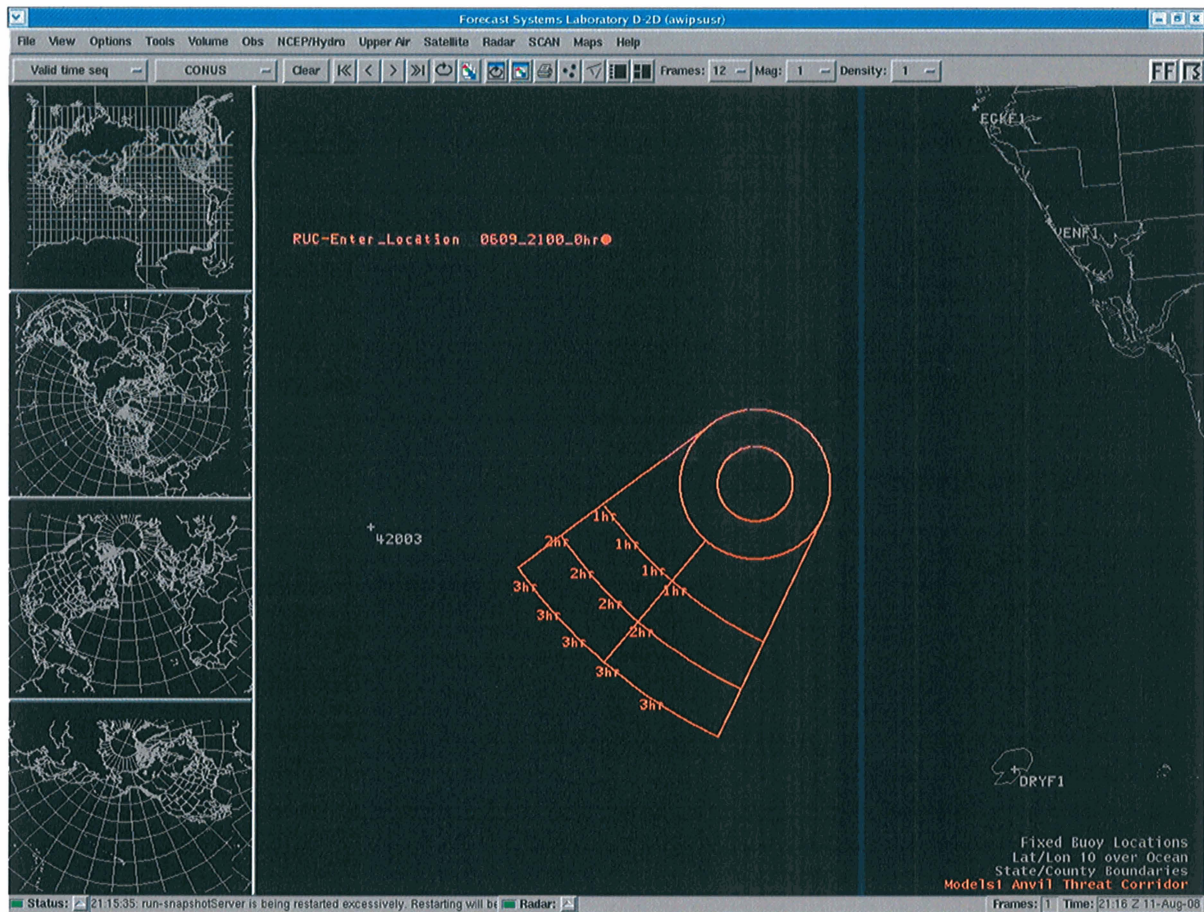 Forecast Systems Laboratory D-2D (awipsusr)
File View Options Tools Volume Obs NCEP/Hydro Upper Air Satellite Radar SCAN Maps Help
Valid time seq CONUS Clear Frames: 12 Mag: 1 Density: 1 FF
EGKF1
VENF1
RUC-Enter_Location 0609_2100_0hr
1hr
1hr
1hr
1hr
2hr
2hr
2hr
2hr
3hr
3hr
3hr
3hr
3hr
42003
DRYF1
Fixed Buoy Locations
Lat/Lon 10 over Ocean
State/County Boundaries
Models1 Anvil Threat Corridor
Status: 21:15:35: run-snapshotServer is being restarted excessively. Restarting will be Radar: Frames: 1 Time: 21:16 Z 11-Aug-06